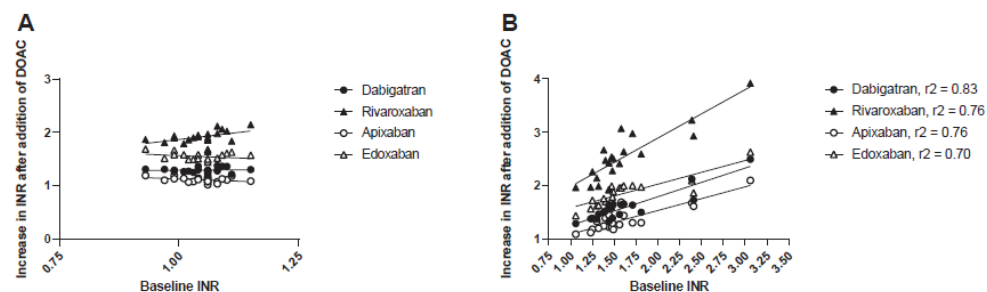 A
Increase in INR after addition of DOAC
3
2
1
0
0.75
1.00
1.25
Baseline INR
Dabigatran
Rivaroxaban
Apixaban
Edoxaban
B
Increase in INR after addition of DOAC
4
3
2
1
0.75
1.00
1.25
1.50
1.75
2.00
2.25
2.50
2.75
3.00
3.25
3.50
Baseline INR
Dabigatran, r2 = 0.83
Rivaroxaban, r2 = 0.76
Apixaban, r2 = 0.76
Edoxaban, r2 = 0.70